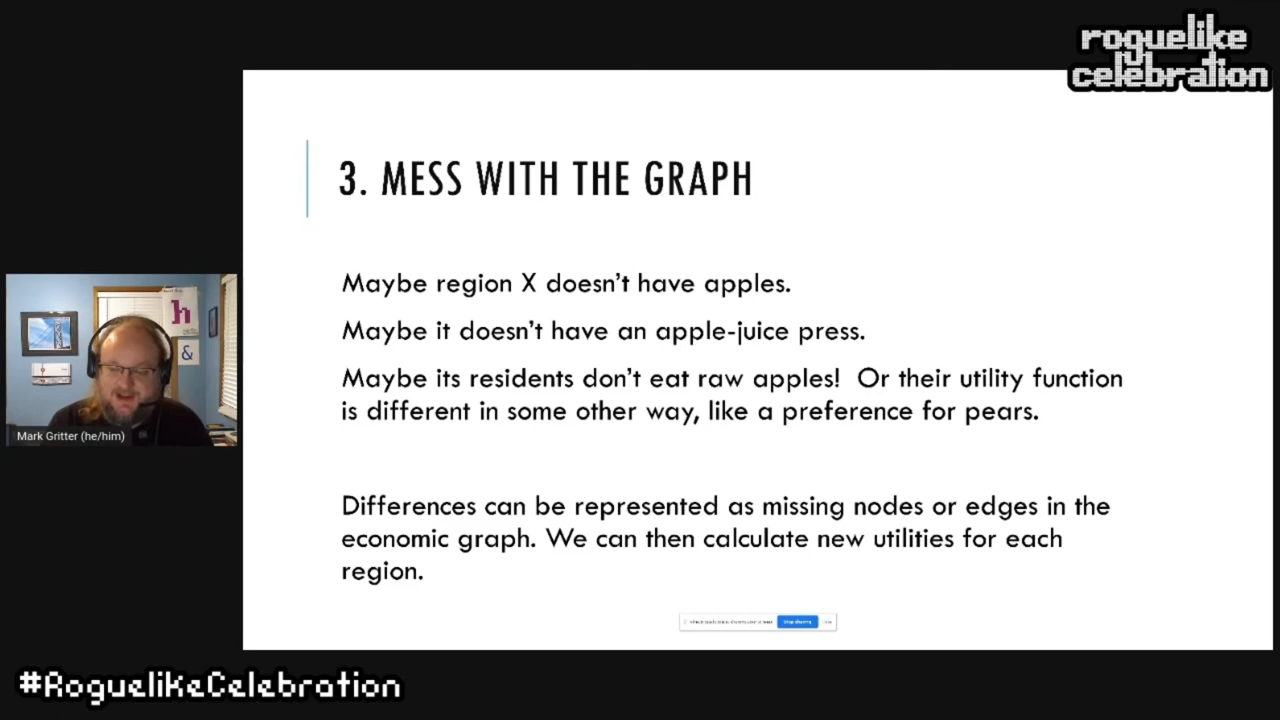 roguelike
celebration
3. MESS WITH THE GRAPH
Maybe region X doesn't have apples.
Maybe it doesn't have an apple-juice press.
Maybe its residents don't eat raw apples!  Or their utility function
is different in some other way, like a preference for pears.
Differences can be represented as missing nodes or edges in the
economic graph. We can then calculate new utilities for each
region.
Stop sharing
h
&
Mark Gritter (he/him)
#RoguelikeCelebration